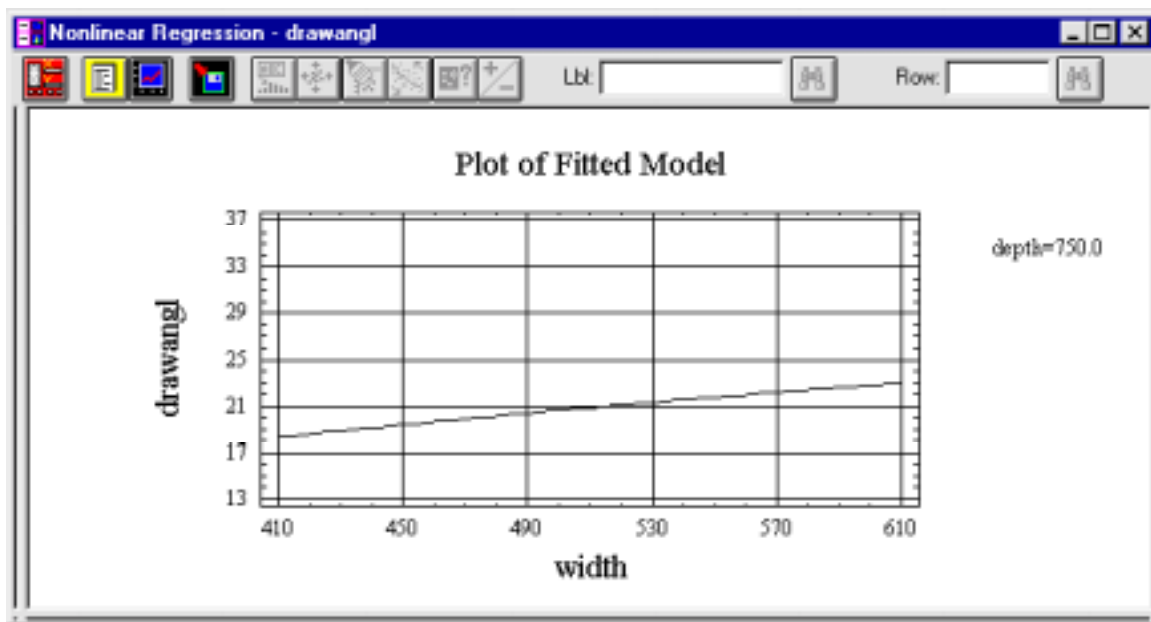 Nonlinear Regression - drawangl
Lbl: Row:
Plot of Fitted Model
depth=750.0
drawangl
37
33
29
25
21
17
13
410 450 490 530 570 610
width